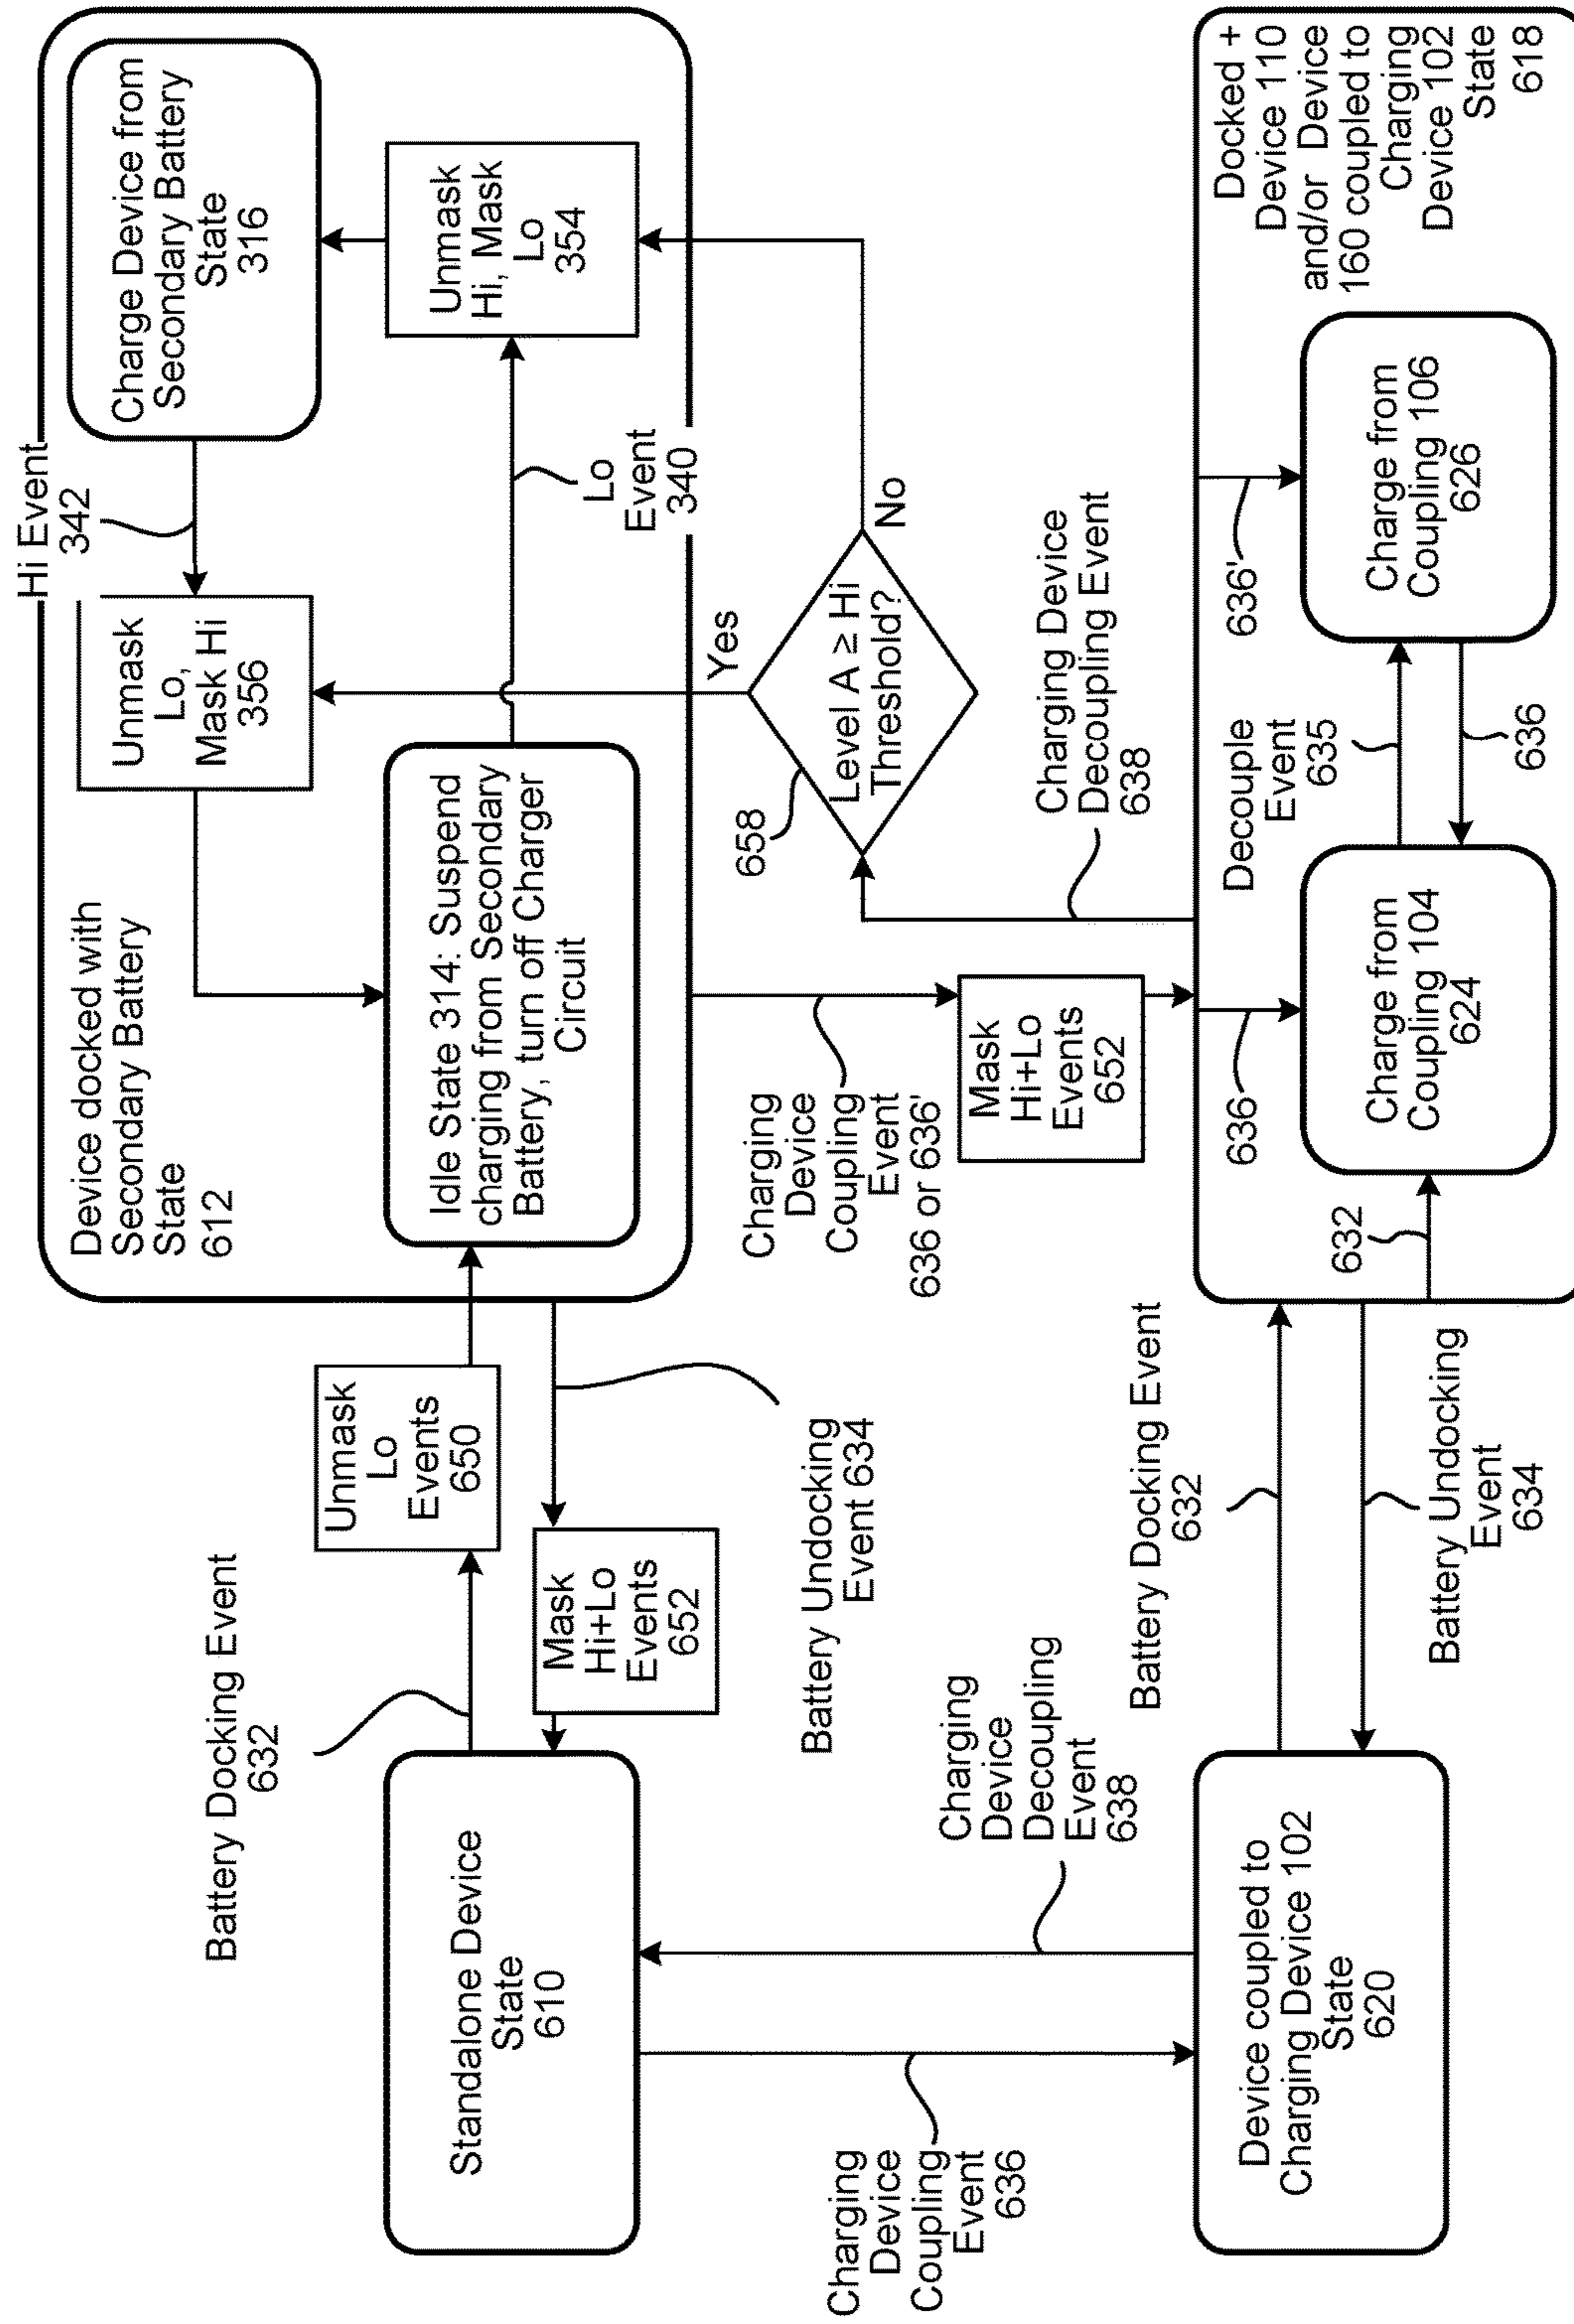 Battery Docking Event
632
Standalone Device
State
610
Unmask
Lo
Events
650
Mask
Hi+Lo
Events
652
Battery Undocking
Event 634
Device docked with
Secondary Battery
State
612
Idle State 314: Suspend
charging from Secondary
Battery, turn off Charger
Circuit
Hi Event
342
Unmask
Lo,
Mask Hi
356
Charge Device from
Secondary Battery
State
316
Unmask
Hi, Mask
Lo
354
Lo
Event
340
Charging
Device
Coupling
Event
636
Charging
Device
Decoupling
Event
638
Charging
Device
Coupling
Event
636 or 636'
Mask
Hi+Lo
Events
652
658
Level A ≥ Hi
Threshold?
Yes
No
Charging Device
Decoupling Event
638
Device coupled to
Charging Device 102
State
620
Battery Docking Event
632
Battery Undocking
Event
634
632
636
Charge from
Coupling 104
624
Decouple
Event
635
636
636'
Charge from
Coupling 106
626
Docked +
Device 110
and/or Device
160 coupled to
Charging
Device 102
State
618